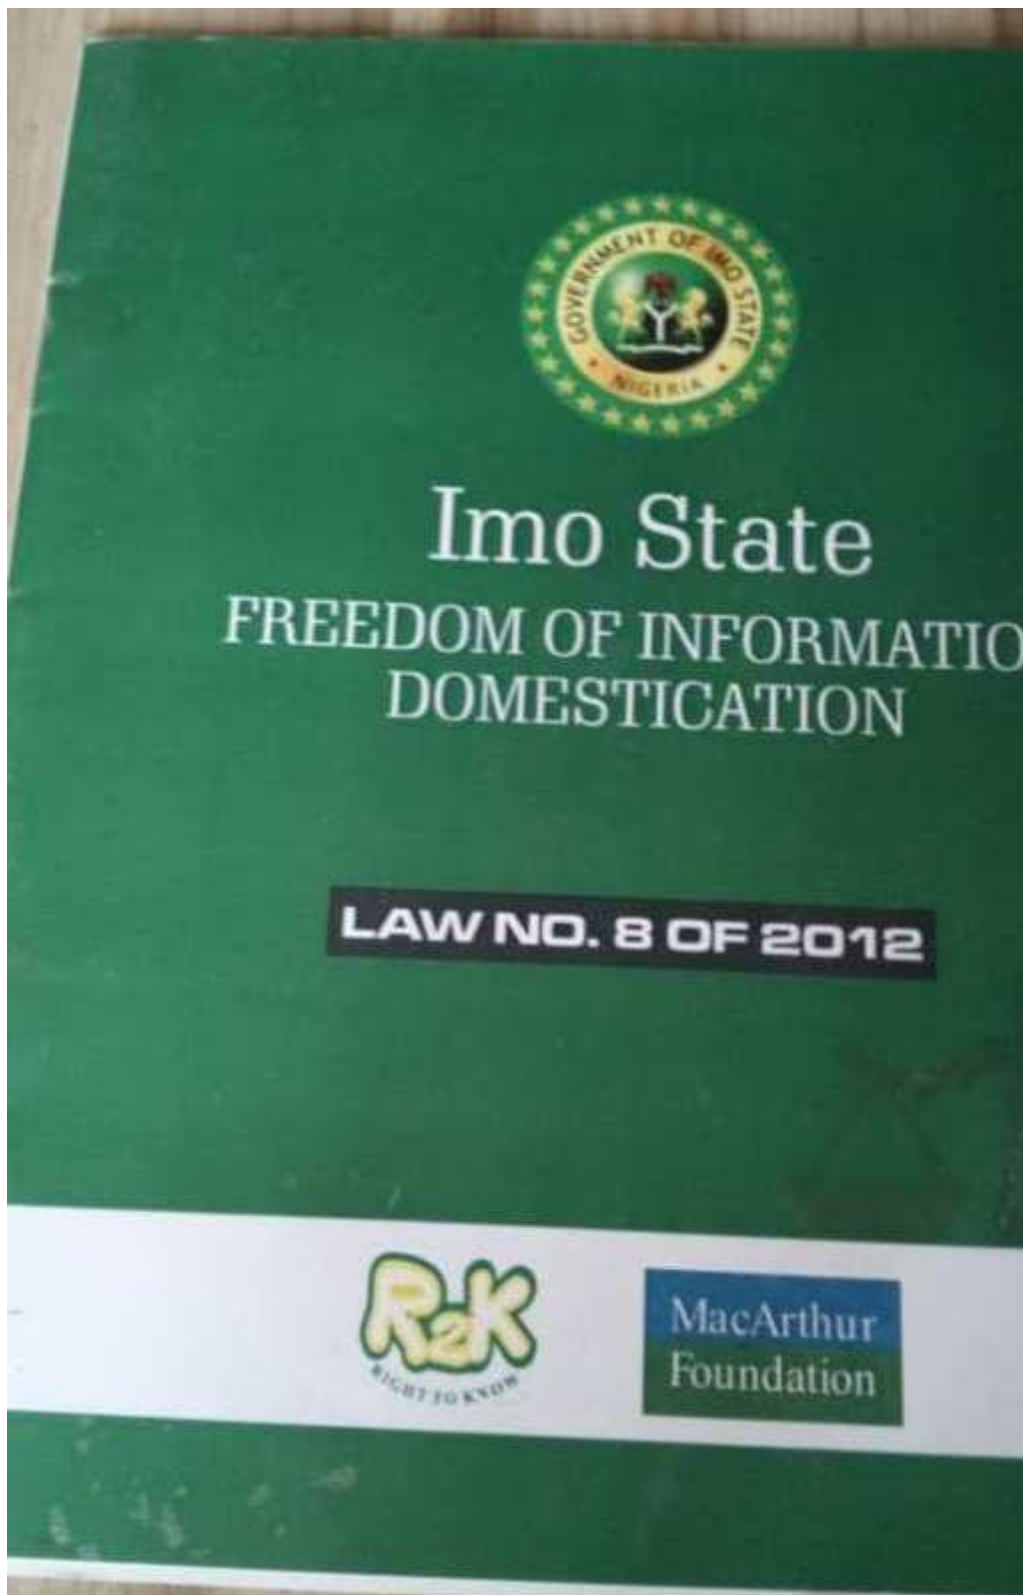 GOVERNMENT OF IMO STATE
NIGERIA
Imo State
FREEDOM OF INFORMATIO
DOMESTICATION
LAW NO. 8 OF 2012
R2K
RIGHT TO KNOW
MacArthur
Foundation